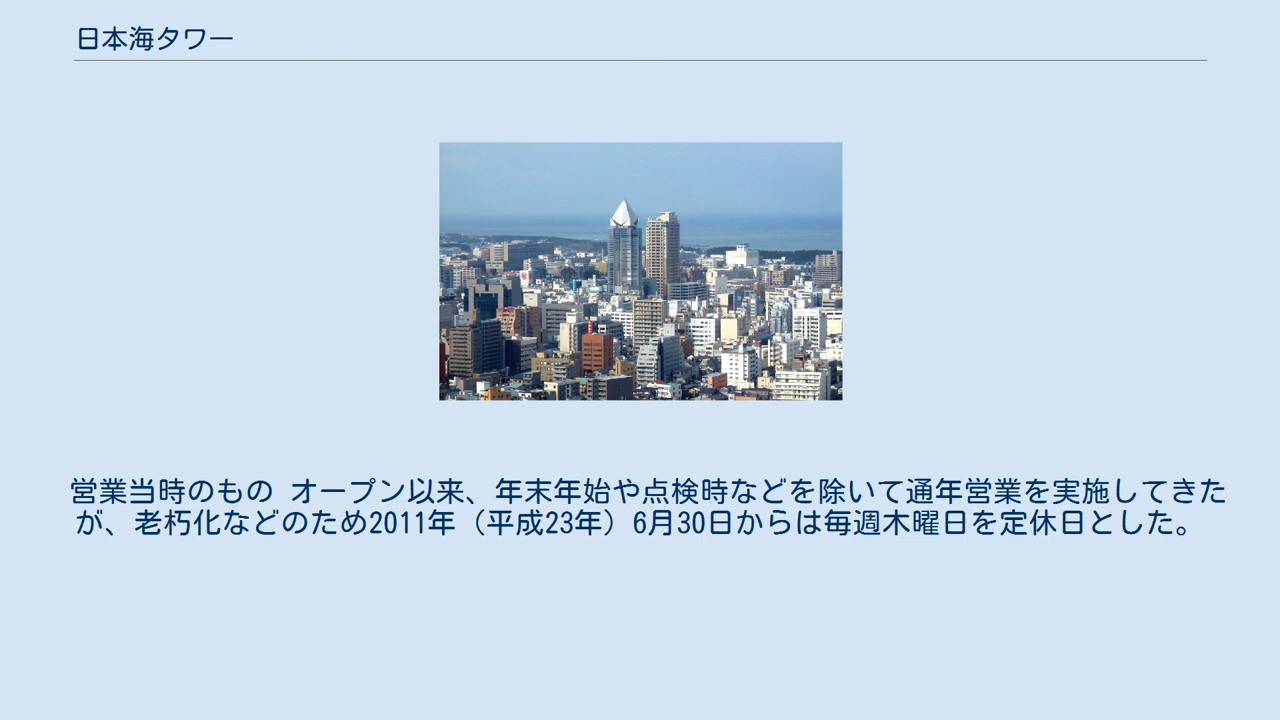 日本海タワー
営業当時のもの オープン以来、年末年始や点検時などを除いて通年営業を実施してきた
が、老朽化などのため2011年（平成23年）6月30日からは毎週木曜日を定休日とした。